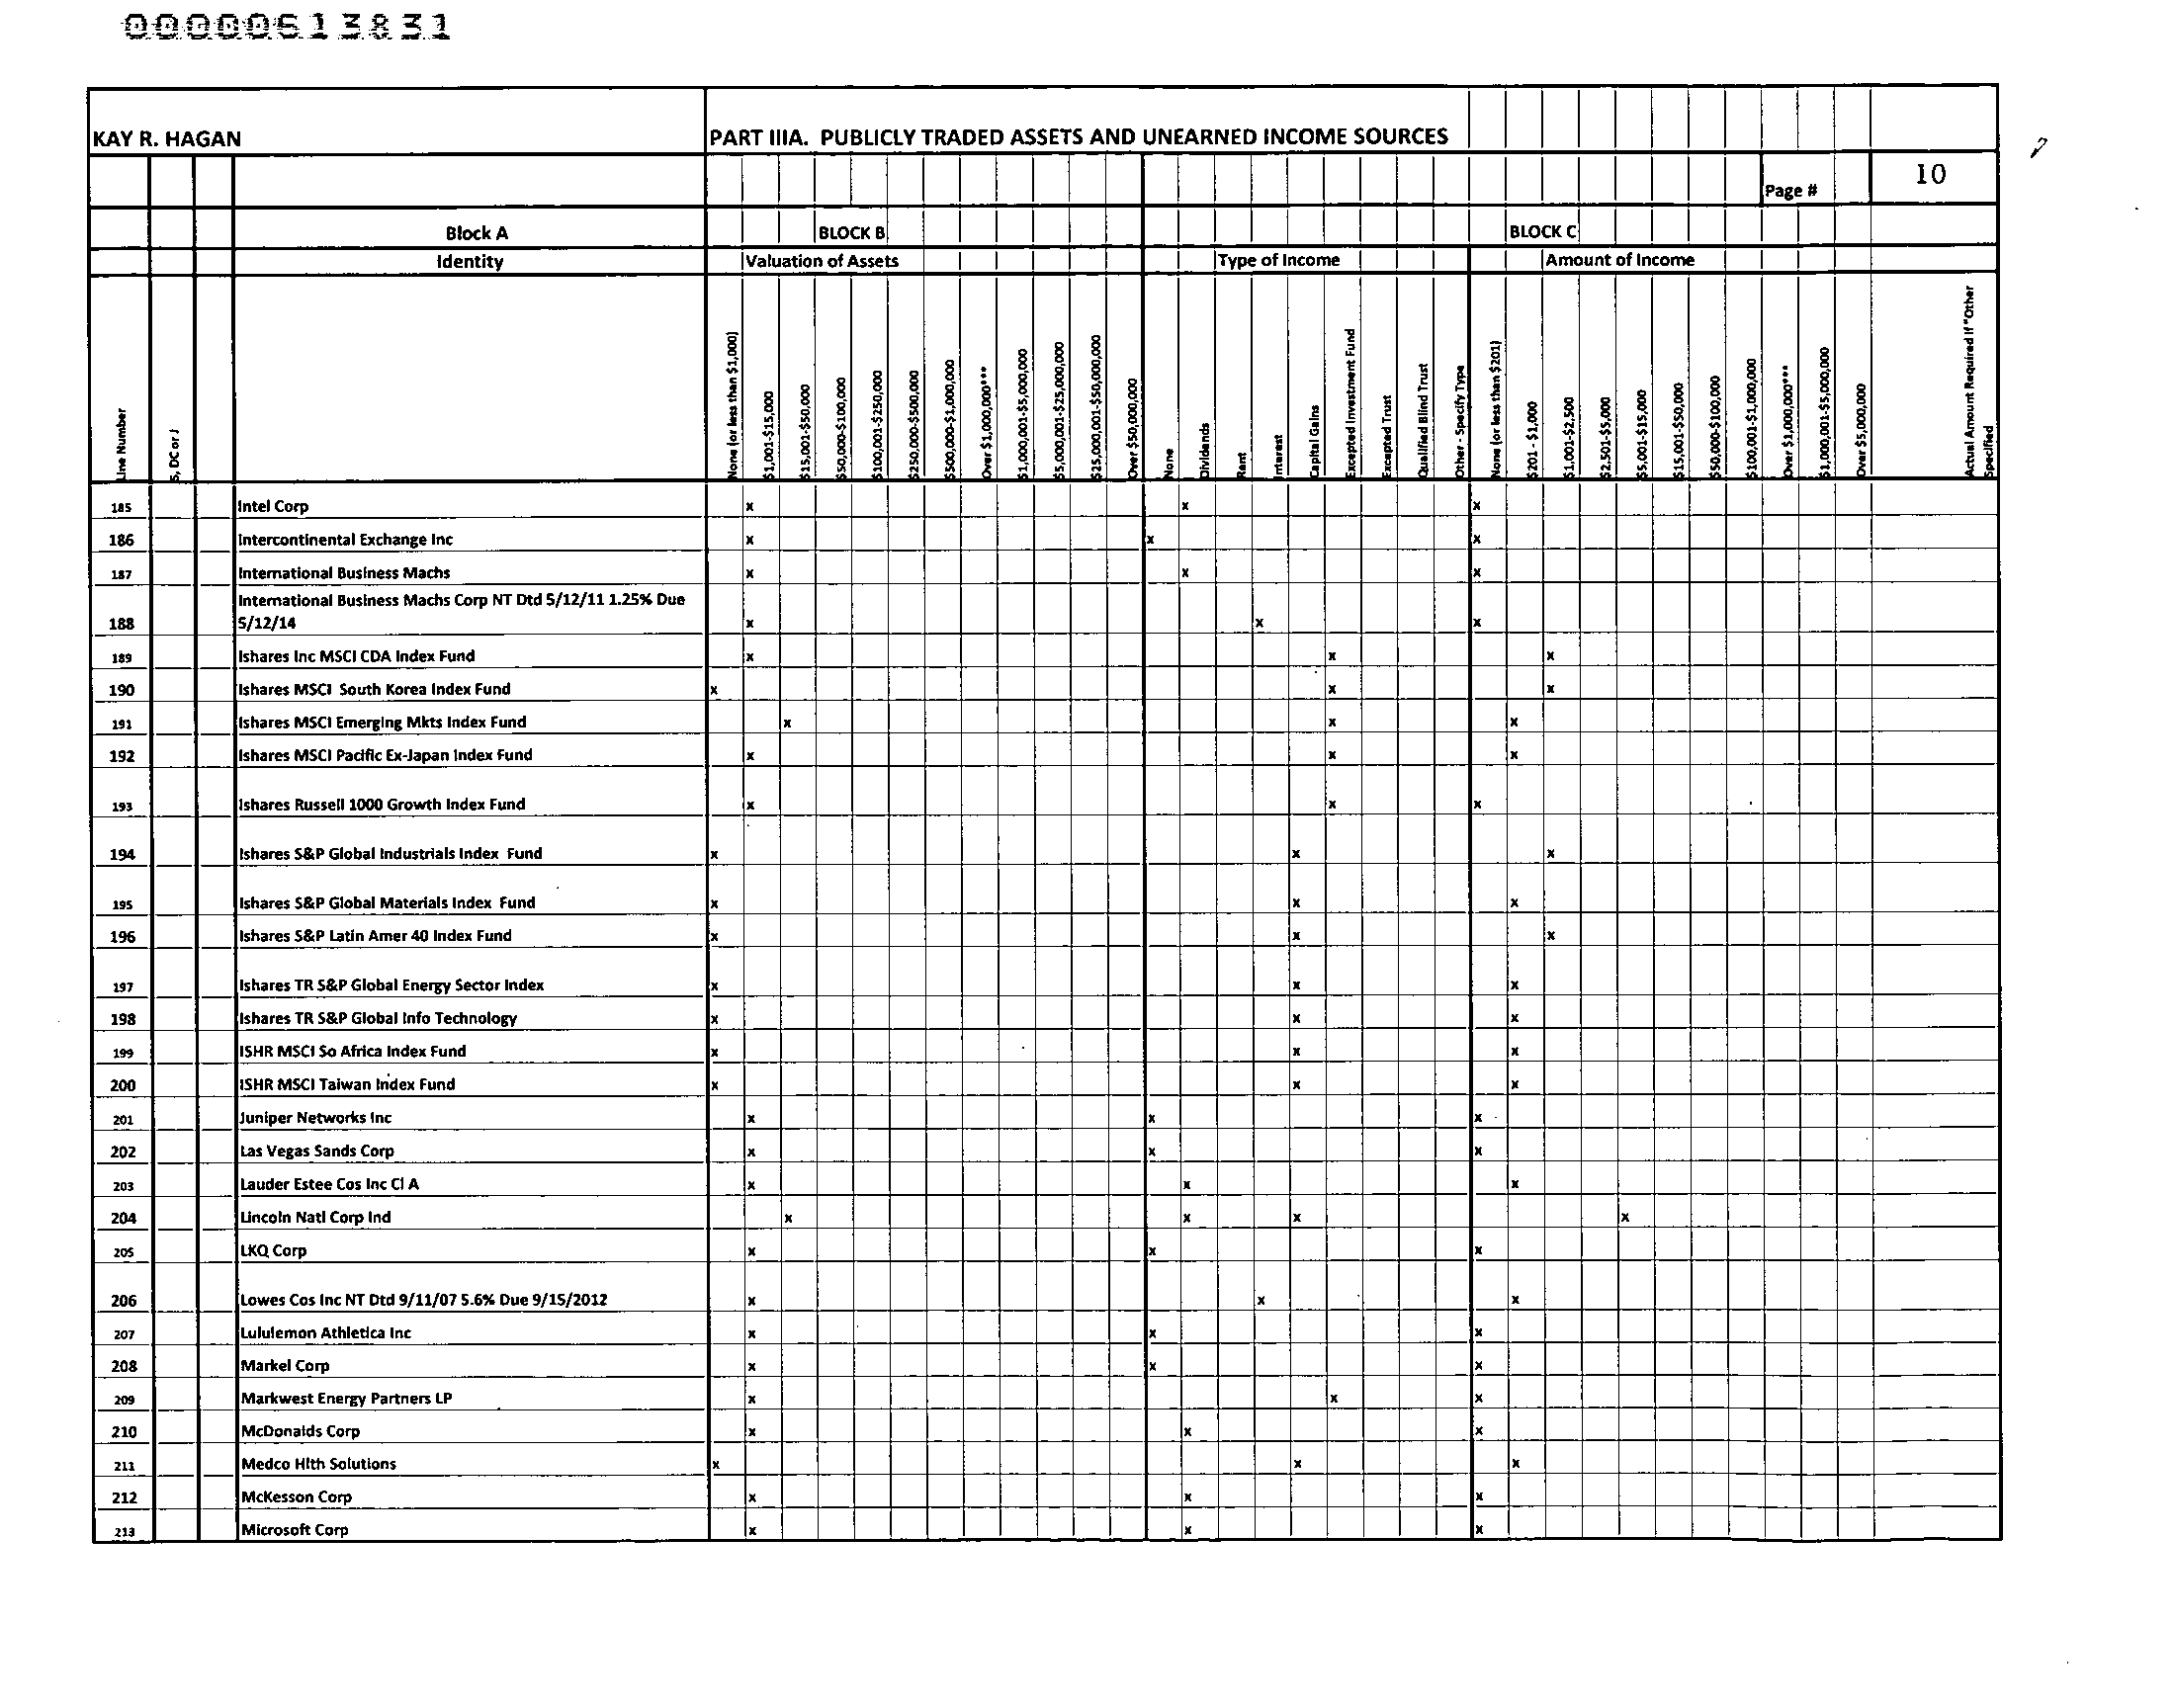 00000613831
KAY R. HAGAN PART IIIA. PUBLICLY TRADED ASSETS AND UNEARNED INCOME SOURCES
Page # 10
Block A BLOCK B BLOCK C
Identity Valuation of Assets Type of Income Amount of Income
Line Number
S, DC or J
None (or less than $1,000)
$1,001-$15,000
$15,001-$50,000
$50,000-$100,000
$100,001-$250,000
$250,000-$500,000
$500,000-$1,000,000
Over $1,000,000***
$1,000,001-$5,000,000
$5,000,001-$25,000,000
$25,000,001-$50,000,000
Over $50,000,000
None
Dividends
Rent
Interest
Capital Gains
Excepted Investment Fund
Excepted Trust
Qualified Blind Trust
Other - Specify Type
None (or less than $201)
$201 - $1,000
$1,001-$2,500
$2,501-$5,000
$5,001-$15,000
$15,001-$50,000
$50,000-$100,000
$100,001-$1,000,000
Over $1,000,000***
$1,000,001-$5,000,000
Over $5,000,000
Actual Amount Required If "Other
Specified
185 Intel Corp x x x
186 Intercontinental Exchange Inc x x x
187 International Business Machs x x x
International Business Machs Corp NT Dtd 5/12/11 1.25% Due
188 5/12/14 x x x
189 Ishares Inc MSCI CDA Index Fund x x x
190 Ishares MSCI South Korea Index Fund x x x
191 Ishares MSCI Emerging Mkts Index Fund x x x
192 Ishares MSCI Pacific Ex-Japan Index Fund x x x
193 Ishares Russell 1000 Growth Index Fund x x x
194 Ishares S&P Global Industrials Index Fund x x x
195 Ishares S&P Global Materials Index Fund x x x
196 Ishares S&P Latin Amer 40 Index Fund x x x
197 Ishares TR S&P Global Energy Sector Index x x x
198 Ishares TR S&P Global Info Technology x x x
199 ISHR MSCI So Africa Index Fund x x x
200 ISHR MSCI Taiwan Index Fund x x x
201 Juniper Networks Inc x x x
202 Las Vegas Sands Corp x x x
203 Lauder Estee Cos Inc Cl A x x x
204 Lincoln Natl Corp Ind x x x x
205 LKQ Corp x x x
206 Lowes Cos Inc NT Dtd 9/11/07 5.6% Due 9/15/2012 x x x
207 Lululemon Athletica Inc x x x
208 Markel Corp x x x
209 Markwest Energy Partners LP x x x
210 McDonalds Corp x x x
211 Medco Hlth Solutions x x x
212 McKesson Corp x x x
213 Microsoft Corp x x x